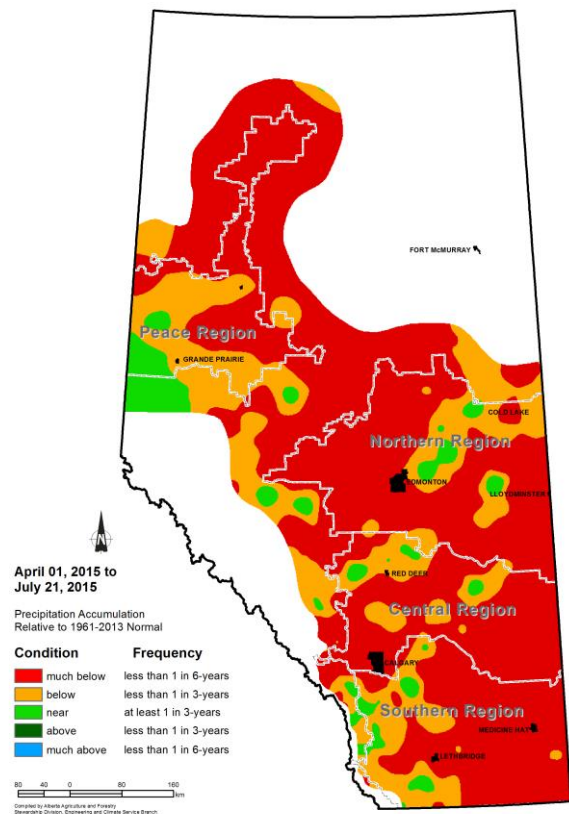 FORT McMURRAY
Peace Region
GRANDE PRAIRIE
COLD LAKE
Northern Region
EDMONTON
LLOYDMINSTER
N
April 01, 2015 to
July 21, 2015
RED DEER
Precipitation Accumulation
Relative to 1961-2013 Normal
Central Region
Condition Frequency
CALGARY
much below less than 1 in 6-years
below less than 1 in 3-years
near at least 1 in 3-years
above less than 1 in 3-years
much above less than 1 in 6-years
Southern Region
MEDICINE HAT
LETHBRIDGE
80 40 0 80 160
km
Compiled by Alberta Agriculture and Forestry
Stewardship Division, Engineering and Climate Service Branch